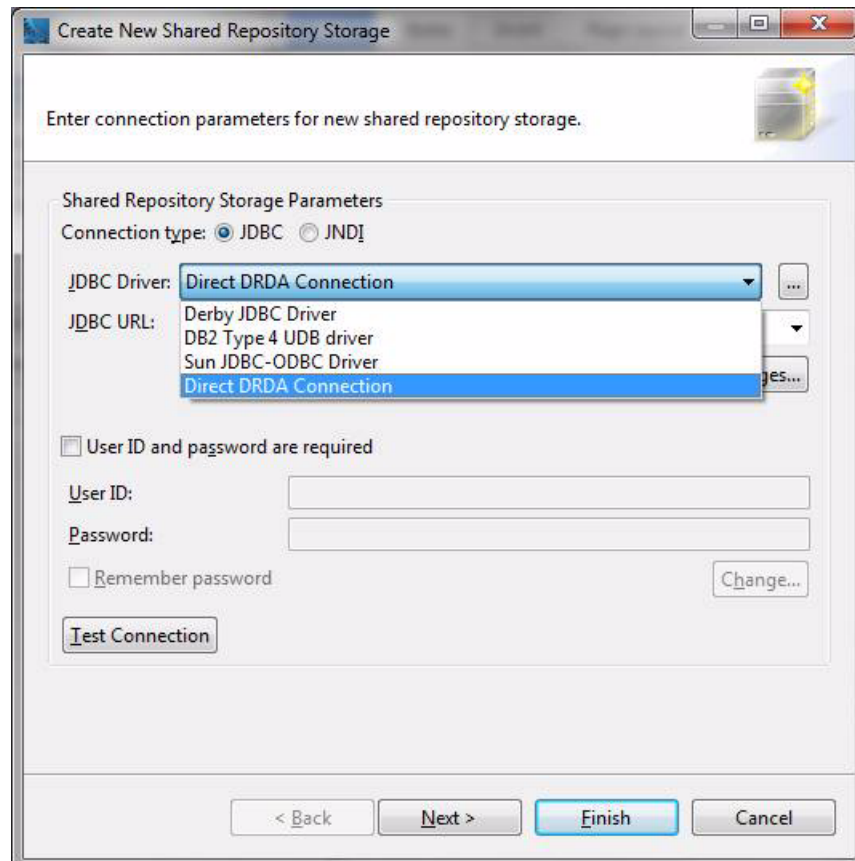 Create New Shared Repository Storage
Enter connection parameters for new shared repository storage.
Shared Repository Storage Parameters
Connection type: JDBC JNDI
JDBC Driver: Direct DRDA Connection ...
Derby JDBC Driver
JDBC URL:
DB2 Type 4 UDB driver
Sun JDBC-ODBC Driver
Direct DRDA Connection
User ID and password are required
User ID:
Password:
Remember password Change...
Test Connection
< Back Next > Finish Cancel